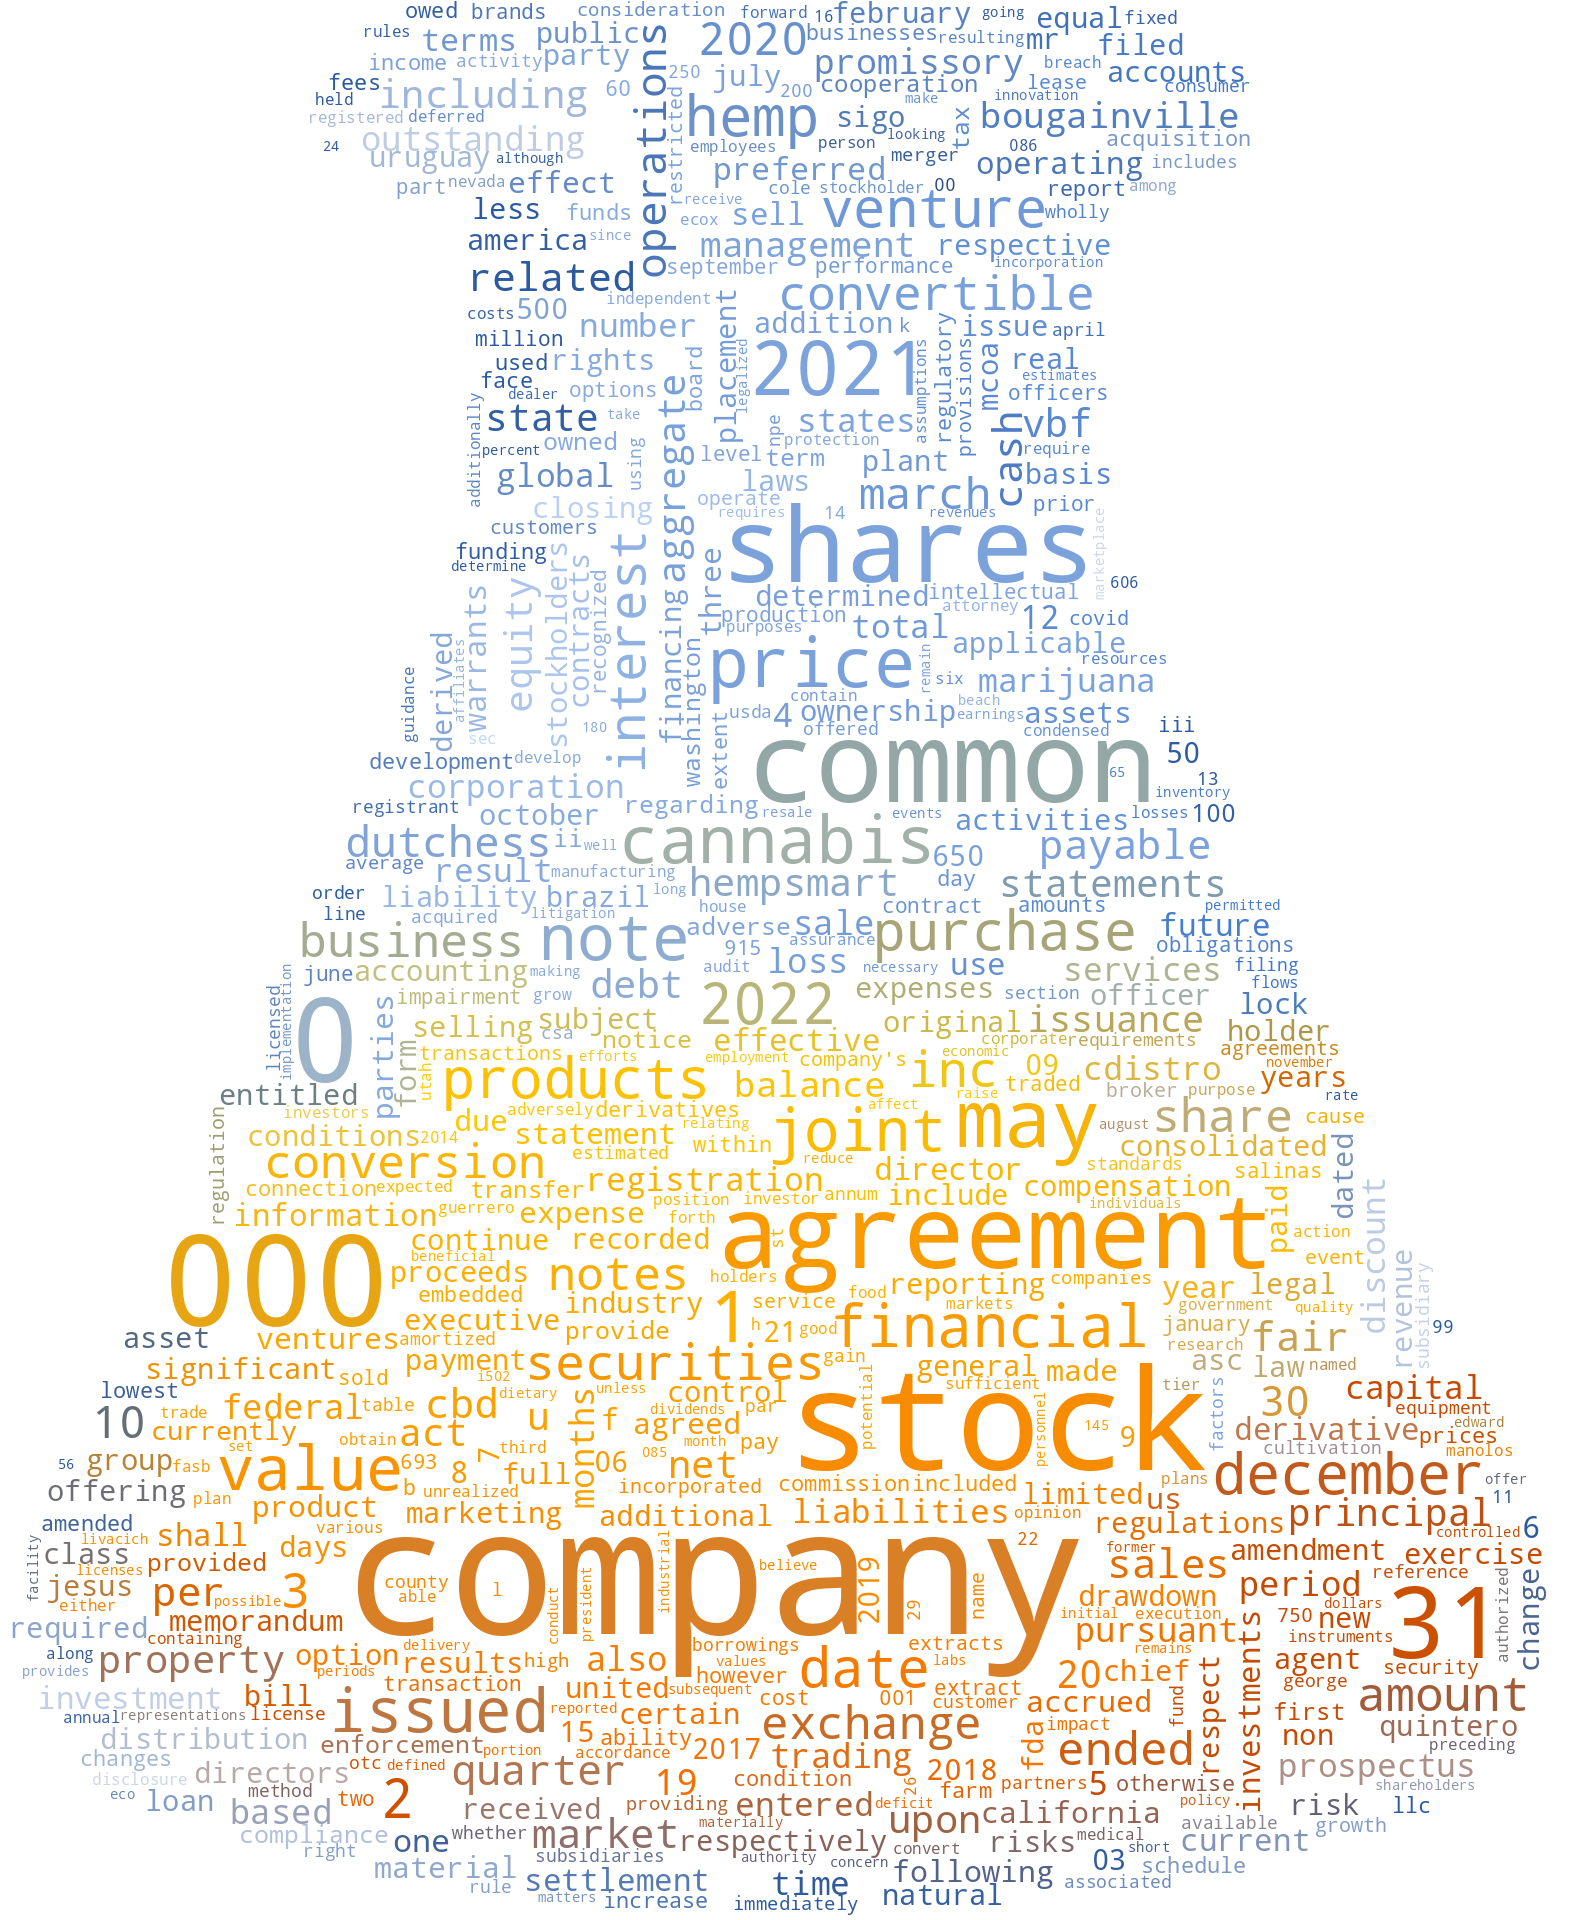 owed brands consideration forward 16 february going equal fixed
rules terms public 2020 businesses resulting mr filed
income activity party operations 250 july 200 promissory cooperation breach lease accounts consumer
fees held including 60 restricted hemp make sigo looking innovation tax bougainville
registered deferred outstanding employees person merger 086 acquisition
24 uruguay although preferred operating includes
part nevada effect cole stockholder 00 report among
less funds receive ecox sell venture wholly
america since management respective
related september performance incorporation
costs 500 independent placement convertible
million number addition k regulatory issue april
used rights board legalized 2021 assumptions provisions mcoa real estimates
face dealer options aggregate officers
additionally state take npe states cash vbf
percent owned using protection require
global level term plant basis
closing laws operate march prior
customers requires 14 revenues marketplace
funding interest shares 606
determine stockholders contracts recognized financing three determined intellectual
warrants equity production attorney 12 covid
derived affiliates purposes total applicable
guidance washington price remain six resources marijuana
sec 180 extent contain usda 4 ownership beach earnings assets
development develop offered condensed iii 50
corporation common 65 13 inventory
registrant october regarding resale events activities losses 100
dutchess ii well cannabis 650 payable
average result manufacturing day
order liability brazil long hempsmart statements
line acquired litigation house contract amounts permitted
business note adverse sale purchase future
915 assurance obligations
june accounting making audit loss necessary use services filing
licensed implementation 0 parties impairment grow debt 2022 expenses section officer flows lock
form selling csa subject original issuance holder
notice effective corporate requirements
transactions efforts employment company's economic agreements november
entitled utah products balance inc 09 cdistro years
investors raise traded broker purpose rate
regulation due adversely derivatives affect may august share cause
conditions 2014 statement relating joint consolidated
conversion estimated within reduce standards dated salinas
connection expected transfer registration director compensation discount
information guerrero expense position investor annum include individuals paid
000 continue recorded forth st agreement action
beneficial event revenue subsidiary
proceeds notes holders reporting companies year legal
embedded industry 1 service food markets government quality
asset ventures executive amortized provide h 21 good financial january research fair 99
significant sold payment securities gain general made asc law named
lowest 1502 dietary unless control sufficient tier capital
10 trade federal table cbd u months f dividends par potential stock personnel 145 factors 30 equipment
currently obtain act agreed pay 9 derivative prices edward
set third 085 month cultivation manolos
56 group fasb value 693 8 7 full 06 net plans december offer
offering plan b unrealized incorporated commission included 11
product marketing additional liabilities limited us principal
amended livacich shall various opinion regulations controlled 6
facility class days industrial 22 former amendment exercise
licenses provided believe sales reference
jesus either per possible 3 county able 1 company conduct president 2019 29 name drawdown period dollars authorized change
required memorandum initial execution 750 new 31
containing pursuant instruments
along property option delivery results high also borrowings values however extracts labs remains investments agent security
provides periods transaction date 20 chief respect george
investment bill united subsequent cost 001 extract customer accrued fund first amount
annual representations license issued reported certain exchange impact non quintero
distribution enforcement portion 15 ability fda ended preceding
changes otc defined accordance 2017 trading prospectus
disclosure directors quarter condition 26 2018 partners 5 otherwise shareholders
eco loan method two 2 19 farm policy risk llc
based received providing entered deficit upon california available growth
compliance one whether market materially respectively convert risks medical current
right subsidiaries authority concern short
material settlement time following 03 schedule
rule matters increase immediately natural associated